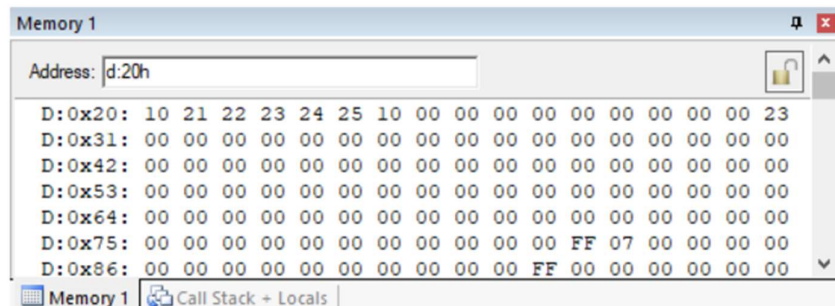 Memory 1
Address: d:20h
D:0x20: 10 21 22 23 24 25 10 00 00 00 00 00 00 00 00 00 23
D:0x31: 00 00 00 00 00 00 00 00 00 00 00 00 00 00 00 00 00
D:0x42: 00 00 00 00 00 00 00 00 00 00 00 00 00 00 00 00 00
D:0x53: 00 00 00 00 00 00 00 00 00 00 00 00 00 00 00 00 00
D:0x64: 00 00 00 00 00 00 00 00 00 00 00 00 00 00 00 00 00
D:0x75: 00 00 00 00 00 00 00 00 00 00 00 FF 07 00 00 00 00
D:0x86: 00 00 00 00 00 00 00 00 00 00 FF 00 00 00 00 00 00
Memory 1 Call Stack + Locals